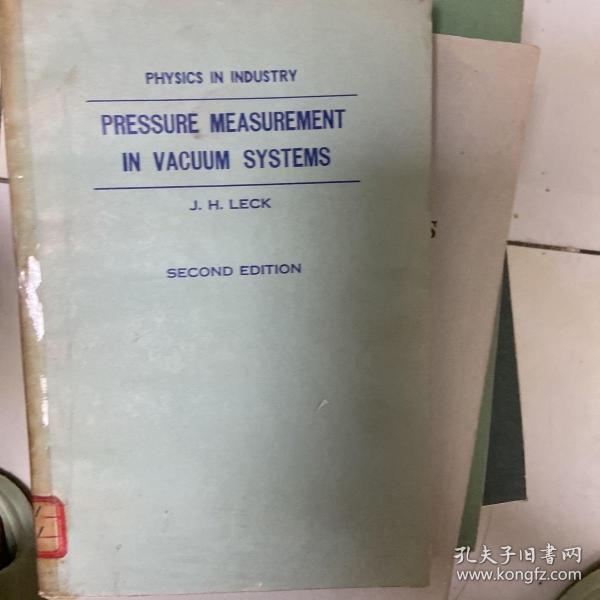 PHYSICS IN INDUSTRY
PRESSURE MEASUREMENT
IN VACUUM SYSTEMS
J. H. LECK
SECOND EDITION
S
孔夫子旧书网
www.kongfz.com